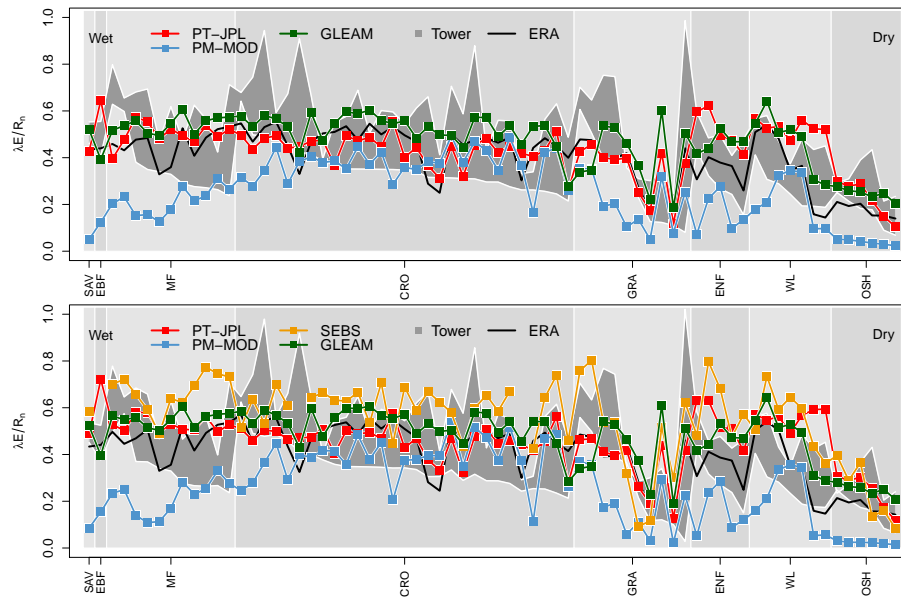 1.0
0.8
0.6
0.4
0.2
0.0
λE/Rn
Wet
PT−JPL
GLEAM
Tower
ERA
Dry
PM−MOD
SAV
EBF
MF
CRO
GRA
ENF
WL
OSH
1.0
0.8
0.6
0.4
0.2
0.0
λE/Rn
Wet
PT−JPL
SEBS
Tower
ERA
Dry
PM−MOD
GLEAM
SAV
EBF
MF
CRO
GRA
ENF
WL
OSH